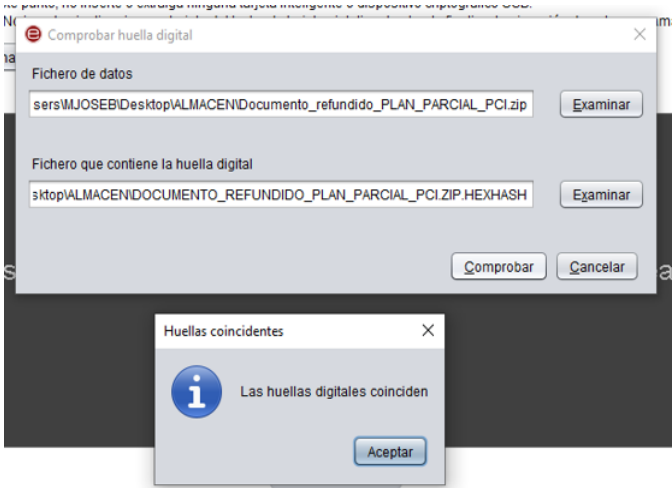 Comprobar huella digital
Fichero de datos
sers\MJOSEB\Desktop\ALMACEN\Documento_refundido_PLAN_PARCIAL_PCI.zip
Examinar
Fichero que contiene la huella digital
sktop\ALMACEN\DOCUMENTO_REFUNDIDO_PLAN_PARCIAL_PCI.ZIP.HEXHASH
Examinar
Comprobar
Cancelar
Huellas coincidentes
Las huellas digitales coinciden
Aceptar